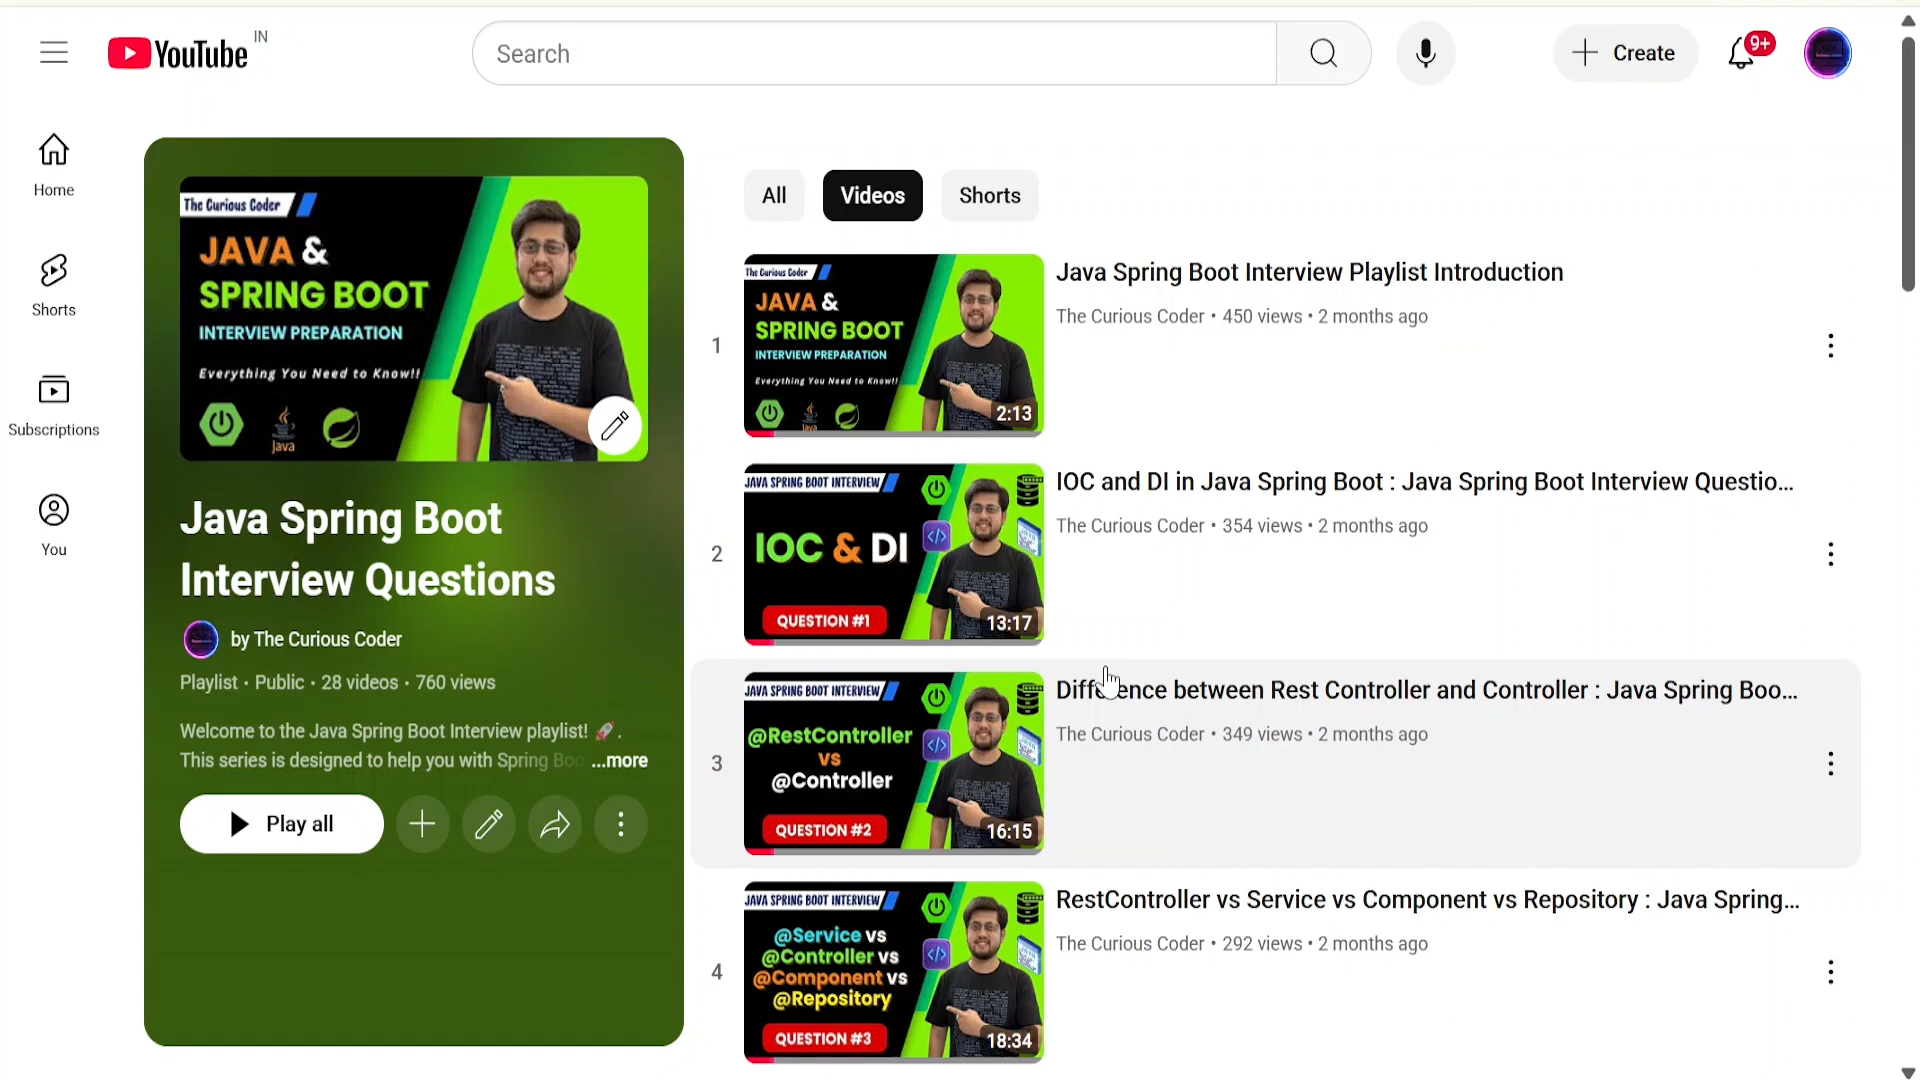 YouTube IN
Search
Create
9+
Home
Shorts
Subscriptions
You
The Curious Coder
JAVA &
SPRING BOOT
INTERVIEW PREPARATION
Everything You Need to Know!!
Java
Java Spring Boot
Interview Questions
by The Curious Coder
Playlist • Public • 28 videos • 760 views
Welcome to the Java Spring Boot Interview playlist! 🚀.
This series is designed to help you with Spring Boo ...more
Play all
All
Videos
Shorts
1
The Curious Coder
JAVA &
SPRING BOOT
INTERVIEW PREPARATION
Everything You Need to Know!!
Java
2:13
Java Spring Boot Interview Playlist Introduction
The Curious Coder • 450 views • 2 months ago
2
JAVA SPRING BOOT INTERVIEW
IOC & DI
QUESTION #1
13:17
IOC and DI in Java Spring Boot : Java Spring Boot Interview Questio...
The Curious Coder • 354 views • 2 months ago
3
JAVA SPRING BOOT INTERVIEW
@RestController
VS
@Controller
QUESTION #2
16:15
Difference between Rest Controller and Controller : Java Spring Boo...
The Curious Coder • 349 views • 2 months ago
4
JAVA SPRING BOOT INTERVIEW
@Service vs
@Controller vs
@Component vs
@Repository
QUESTION #3
18:34
RestController vs Service vs Component vs Repository : Java Spring...
The Curious Coder • 292 views • 2 months ago